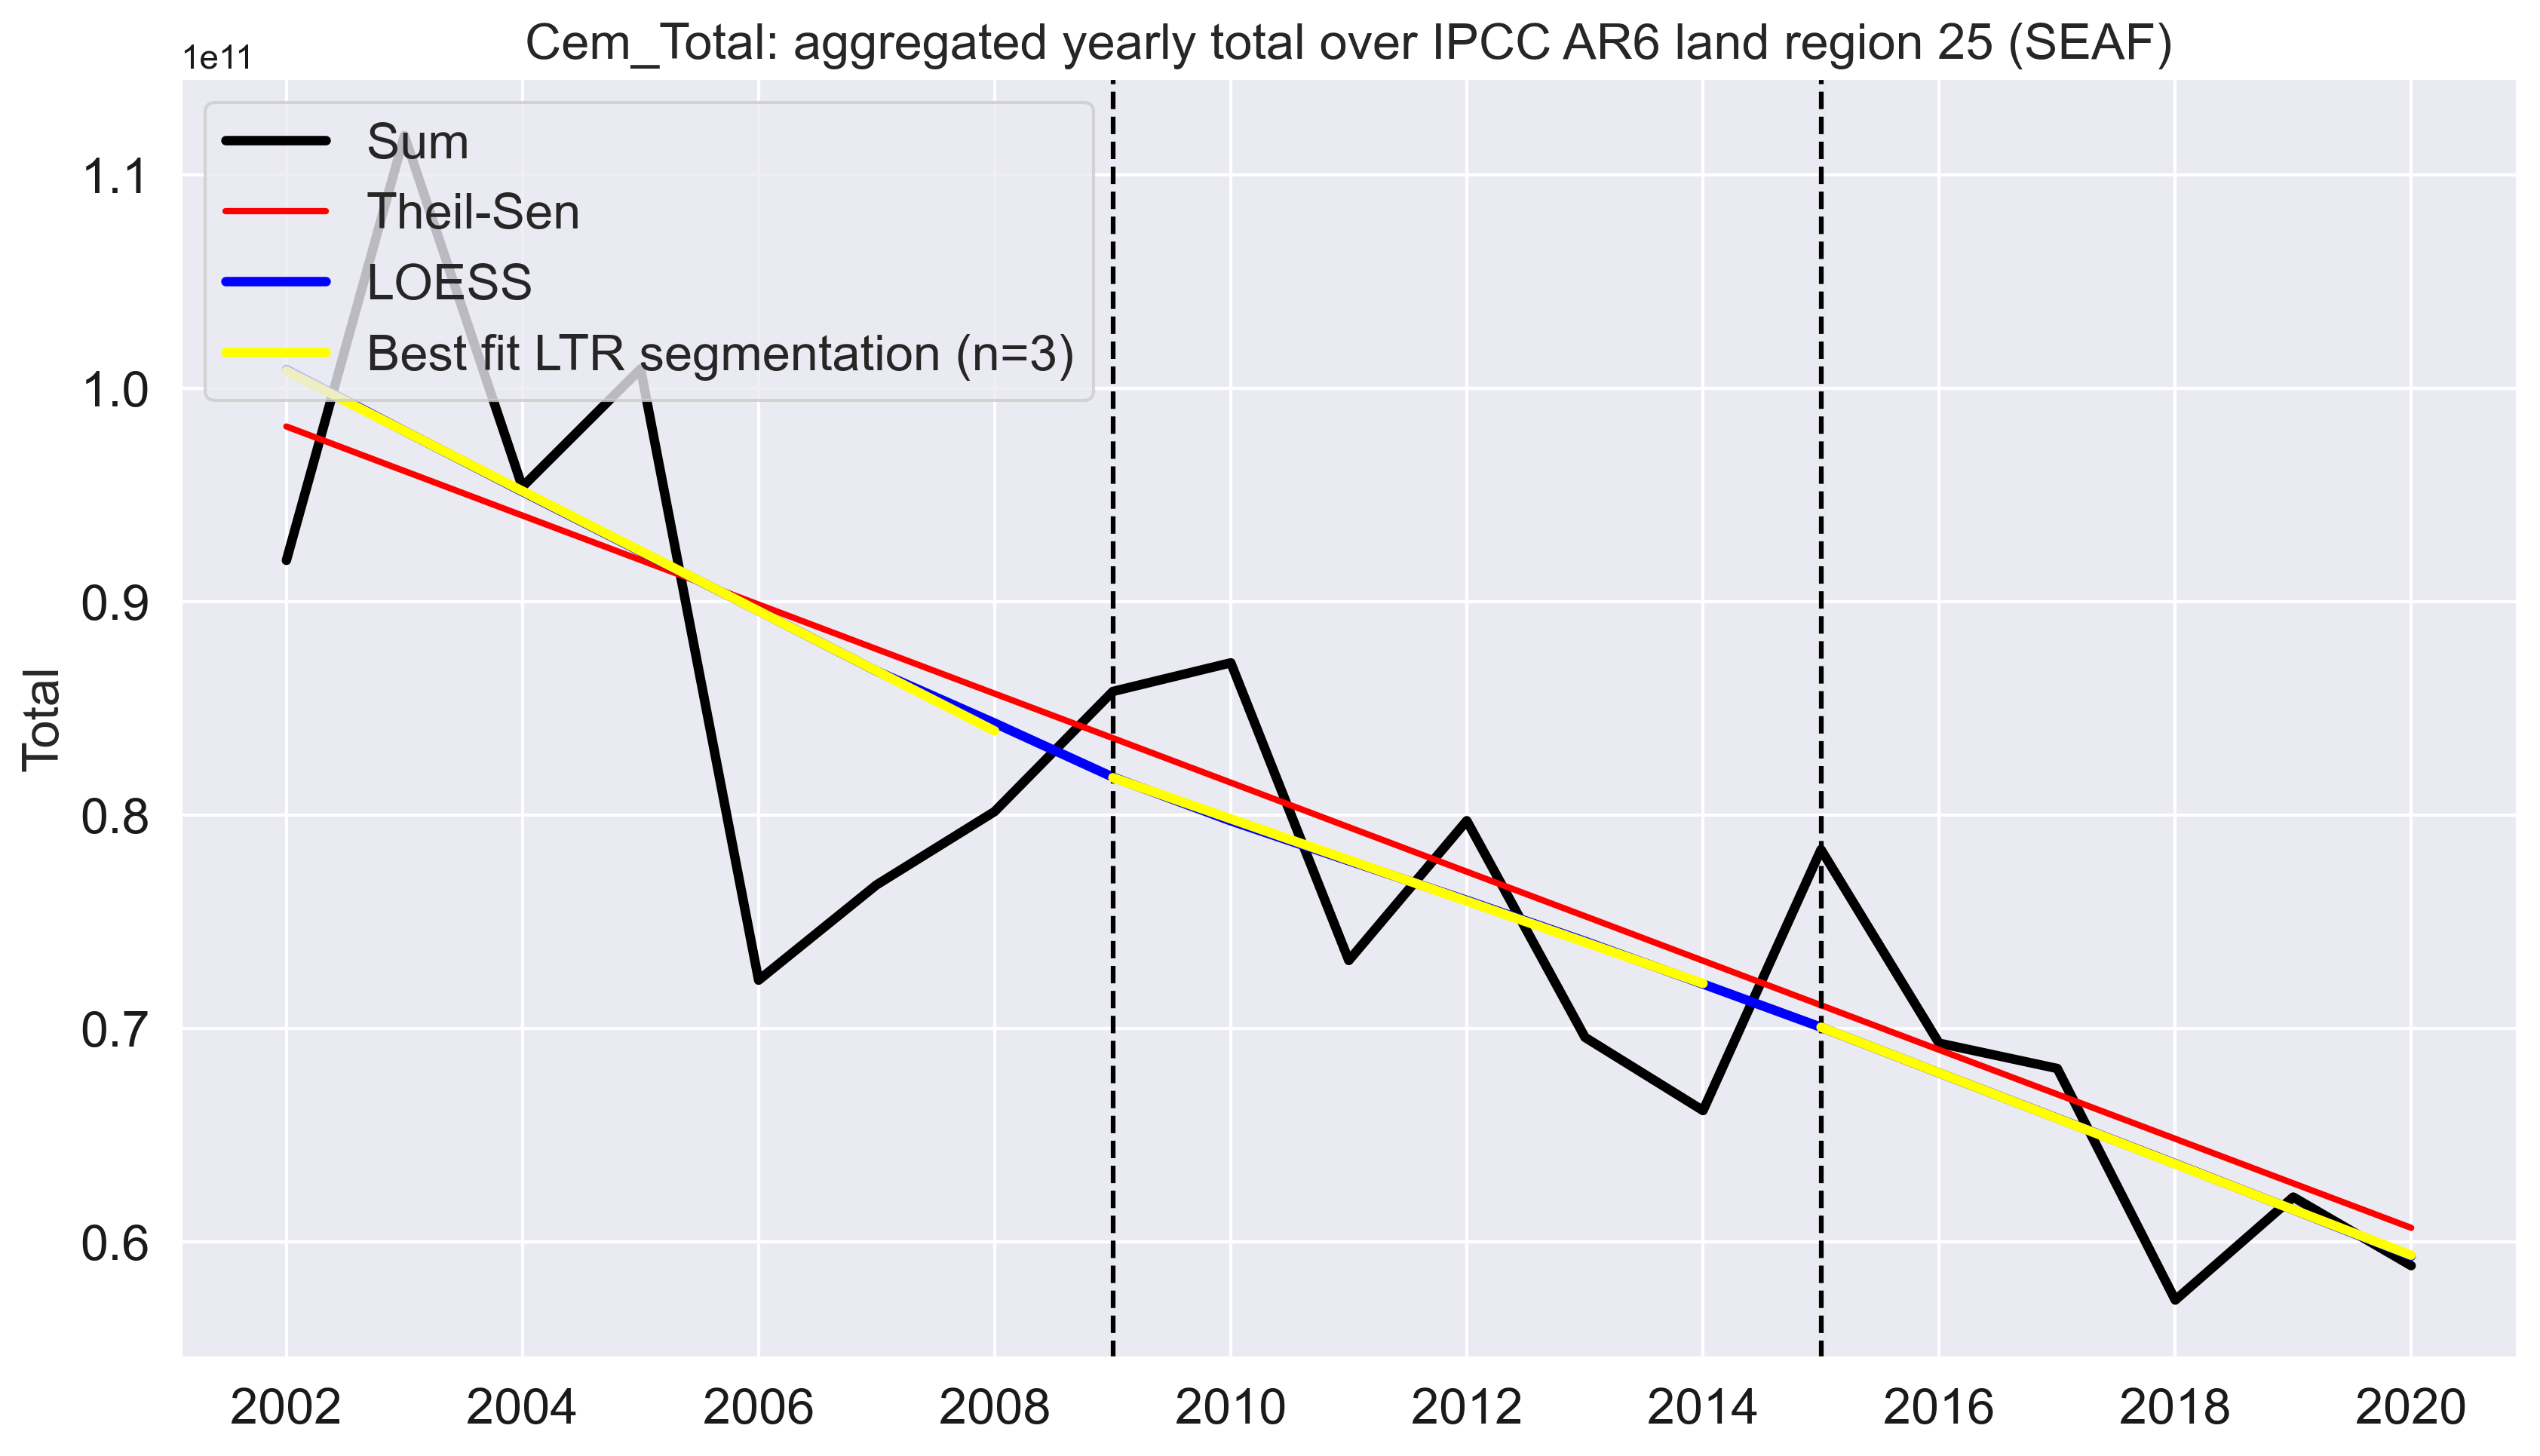 Cem_Total: aggregated yearly total over IPCC AR6 land region 25 (SEAF)
1e11
Sum
Theil-Sen
LOESS
Best fit LTR segmentation (n=3)
1.1
1.0
0.9
0.8
0.7
0.6
Total
2002 2004 2006 2008 2010 2012 2014 2016 2018 2020